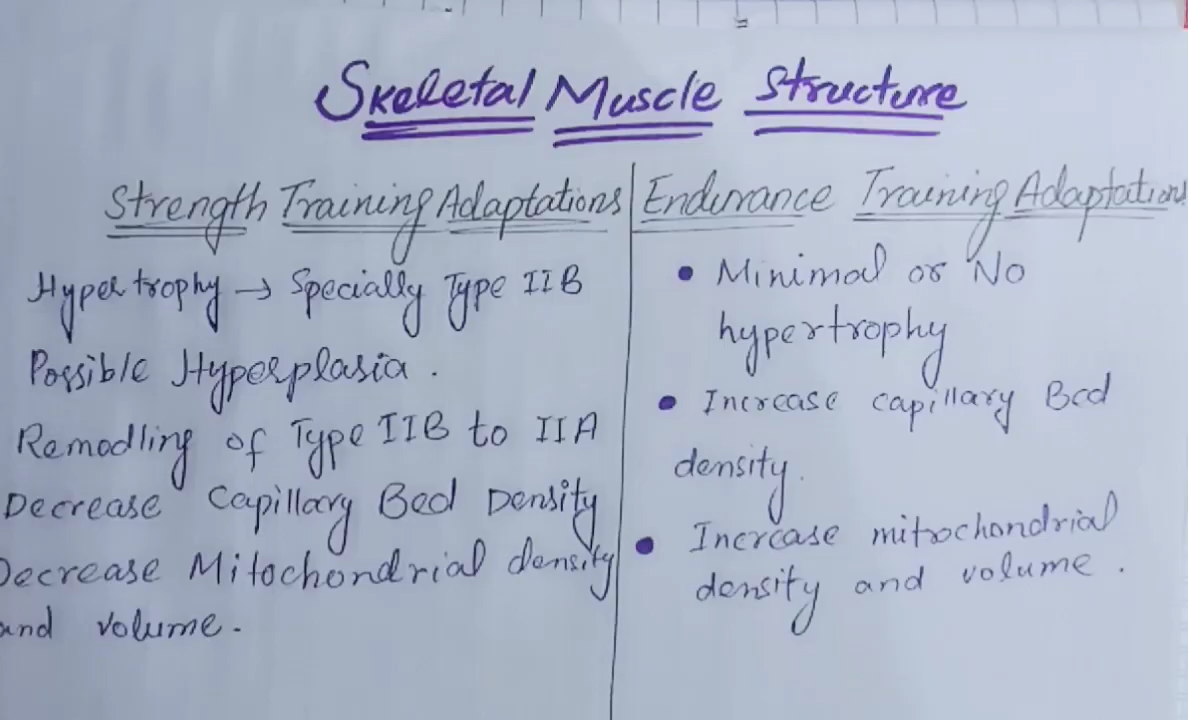 Skeletal Muscle Structure
Strength Training Adaptations
Hypertrophy → Specially Type IIB
Possible Hyperplasia .
Remodling of Type IIB to IIA
Decrease Capillary Bed Density
Decrease Mitochondrial density
and volume.
Endurance Training Adaptations
• Minimal or No
hypertrophy
• Increase capillary Bed
density.
• Increase mitochondrial
density and volume .